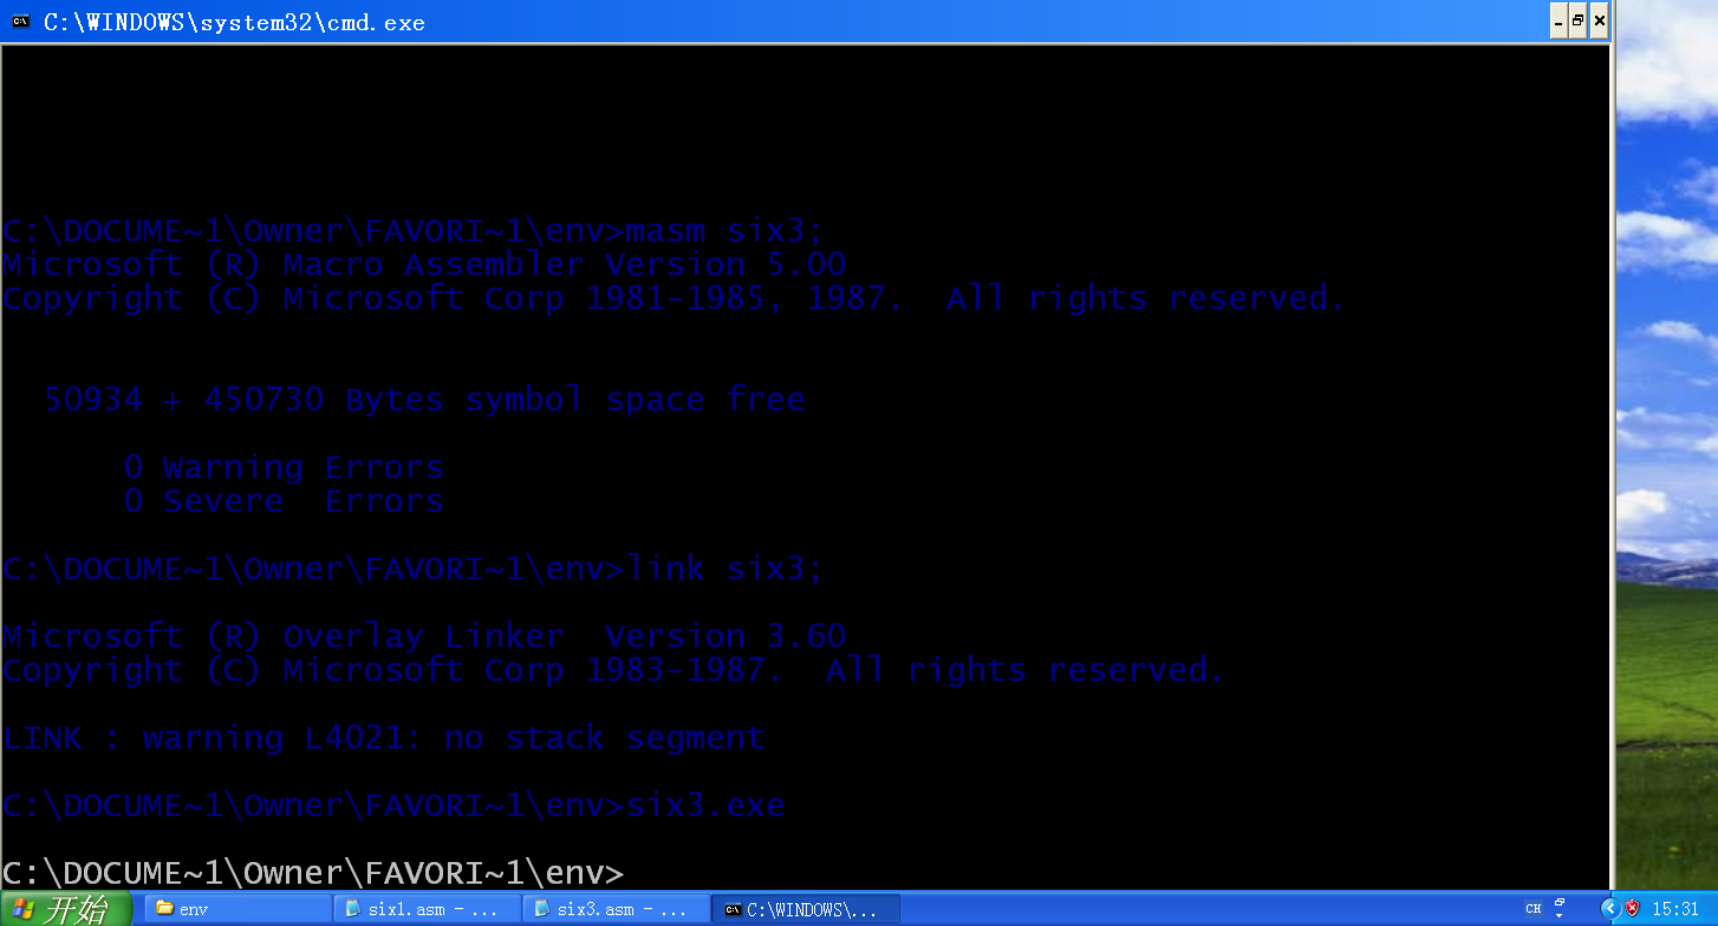 C:\WINDOWS\system32\cmd.exe
C:\DOCUME~1\Owner\FAVORI~1\env>masm six3;
Microsoft (R) Macro Assembler Version 5.00
Copyright (C) Microsoft Corp 1981-1985, 1987.  All rights reserved.
50934 + 450730 Bytes symbol space free
0 Warning Errors
0 Severe  Errors
C:\DOCUME~1\Owner\FAVORI~1\env>link six3;
Microsoft (R) Overlay Linker  Version 3.60
Copyright (C) Microsoft Corp 1983-1987.  All rights reserved.
LINK : warning L4021: no stack segment
C:\DOCUME~1\Owner\FAVORI~1\env>six3.exe
C:\DOCUME~1\Owner\FAVORI~1\env>
开始 env six1.asm - ... six3.asm - ... C:\WINDOWS\... CH 15:31